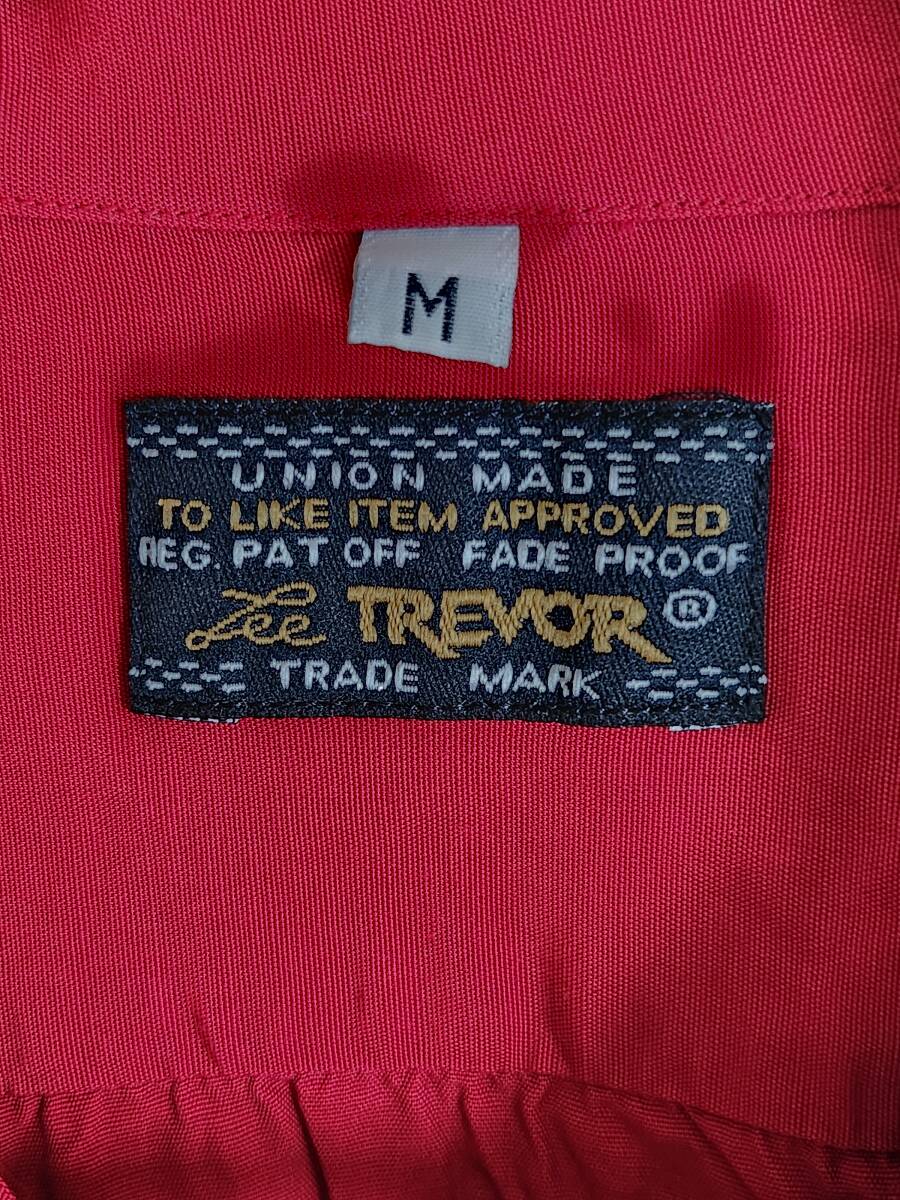 M
UNION MADE
TO LIKE ITEM APPROVED
REG. PAT OFF FADE PROOF
Lee TREVOR ®
TRADE MARK